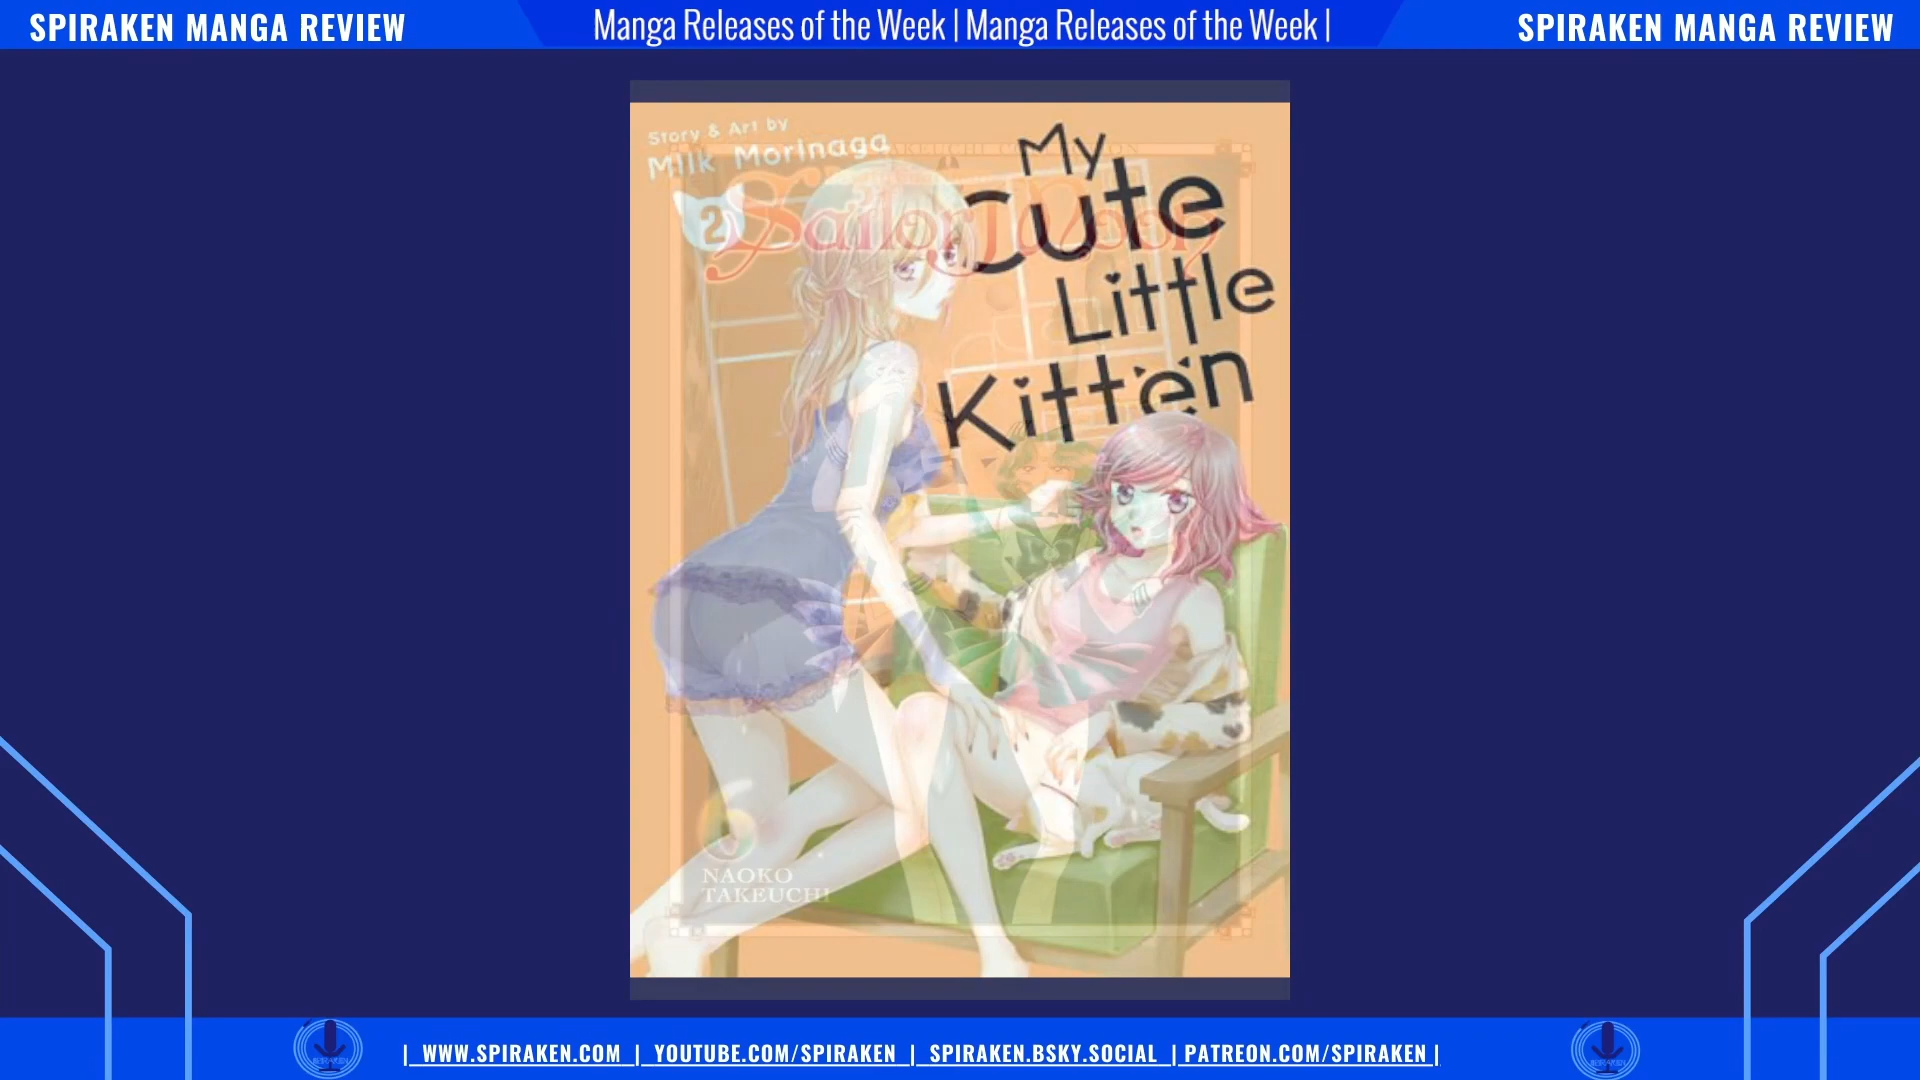 SPIRAKEN MANGA REVIEW
Manga Releases of the Week | Manga Releases of the Week |
SPIRAKEN MANGA REVIEW
Story & Art by
Milk Morinaga
2
My
Cute
Little
Kitten
Sailor Moon
NAOKO
TAKEUCHI
| WWW.SPIRAKEN.COM | YOUTUBE.COM/SPIRAKEN | SPIRAKEN.BSKY.SOCIAL | PATREON.COM/SPIRAKEN |